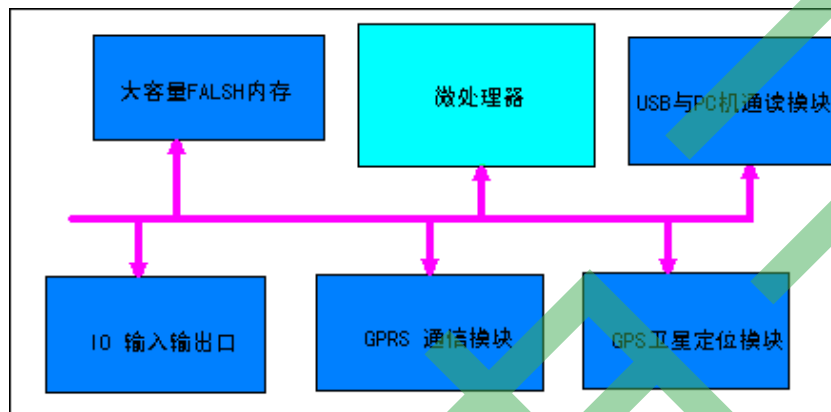 大容量FALSH内存
微处理器
USB与PC机通读模块
IO 输入输出口
GPRS 通信模块
GPS卫星定位模块